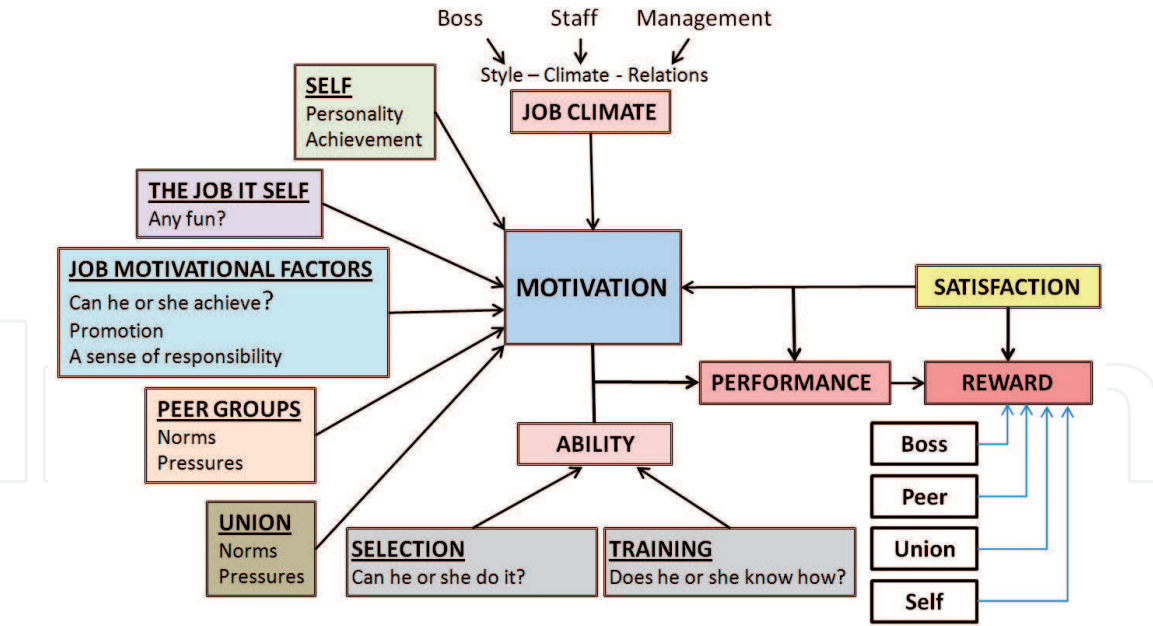 Boss Staff Management
Style – Climate - Relations
JOB CLIMATE
SELF
Personality
Achievement
THE JOB IT SELF
Any fun?
JOB MOTIVATIONAL FACTORS
Can he or she achieve?
Promotion
A sense of responsibility
PEER GROUPS
Norms
Pressures
UNION
Norms
Pressures
MOTIVATION
SATISFACTION
PERFORMANCE
REWARD
ABILITY
SELECTION
Can he or she do it?
TRAINING
Does he or she know how?
Boss
Peer
Union
Self